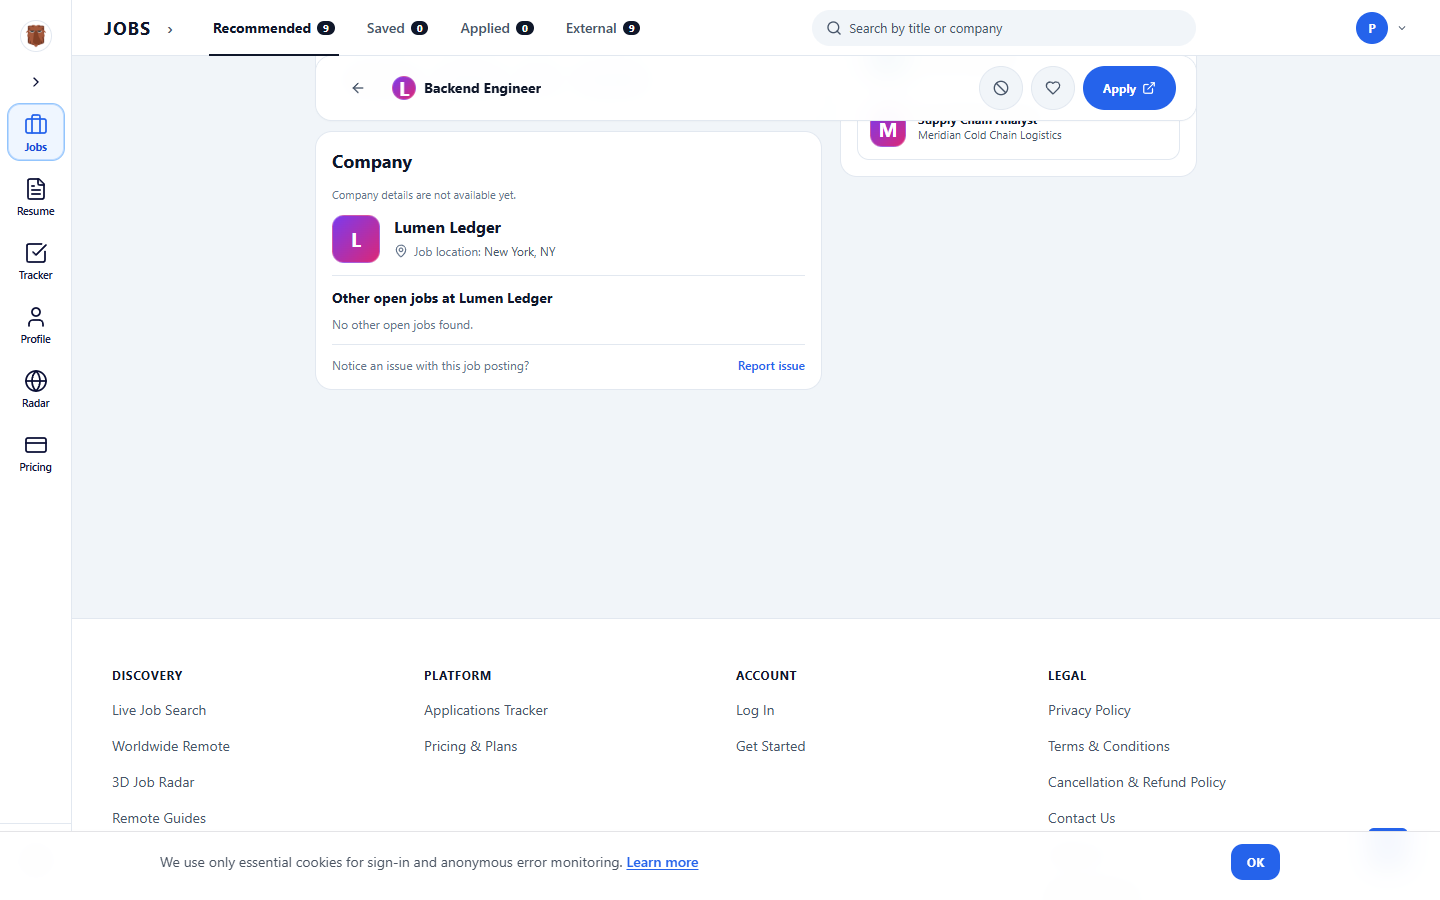 JOBS
Recommended 9
Saved 0
Applied 0
External 9
Search by title or company
P
Jobs
Resume
Tracker
Profile
Radar
Pricing
L
Backend Engineer
Apply
M
Supply Chain Analyst
Meridian Cold Chain Logistics
Company
Company details are not available yet.
L
Lumen Ledger
Job location: New York, NY
Other open jobs at Lumen Ledger
No other open jobs found.
Notice an issue with this job posting?
Report issue
DISCOVERY
Live Job Search
Worldwide Remote
3D Job Radar
Remote Guides
PLATFORM
Applications Tracker
Pricing & Plans
ACCOUNT
Log In
Get Started
LEGAL
Privacy Policy
Terms & Conditions
Cancellation & Refund Policy
Contact Us
We use only essential cookies for sign-in and anonymous error monitoring. Learn more
OK